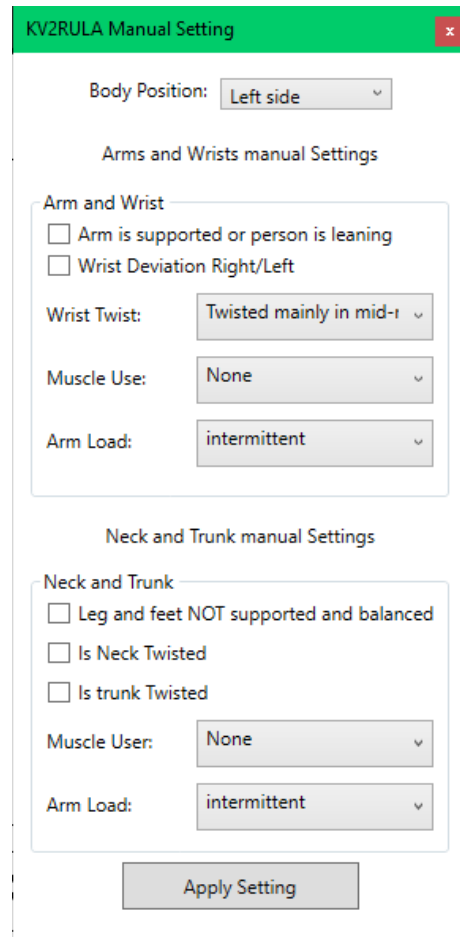 KV2RULA Manual Setting x
Body Position: Left side
Arms and Wrists manual Settings
Arm and Wrist
Arm is supported or person is leaning
Wrist Deviation Right/Left
Wrist Twist: Twisted mainly in mid-r
Muscle Use: None
Arm Load: intermittent
Neck and Trunk manual Settings
Neck and Trunk
Leg and feet NOT supported and balanced
Is Neck Twisted
Is trunk Twisted
Muscle User: None
Arm Load: intermittent
Apply Setting